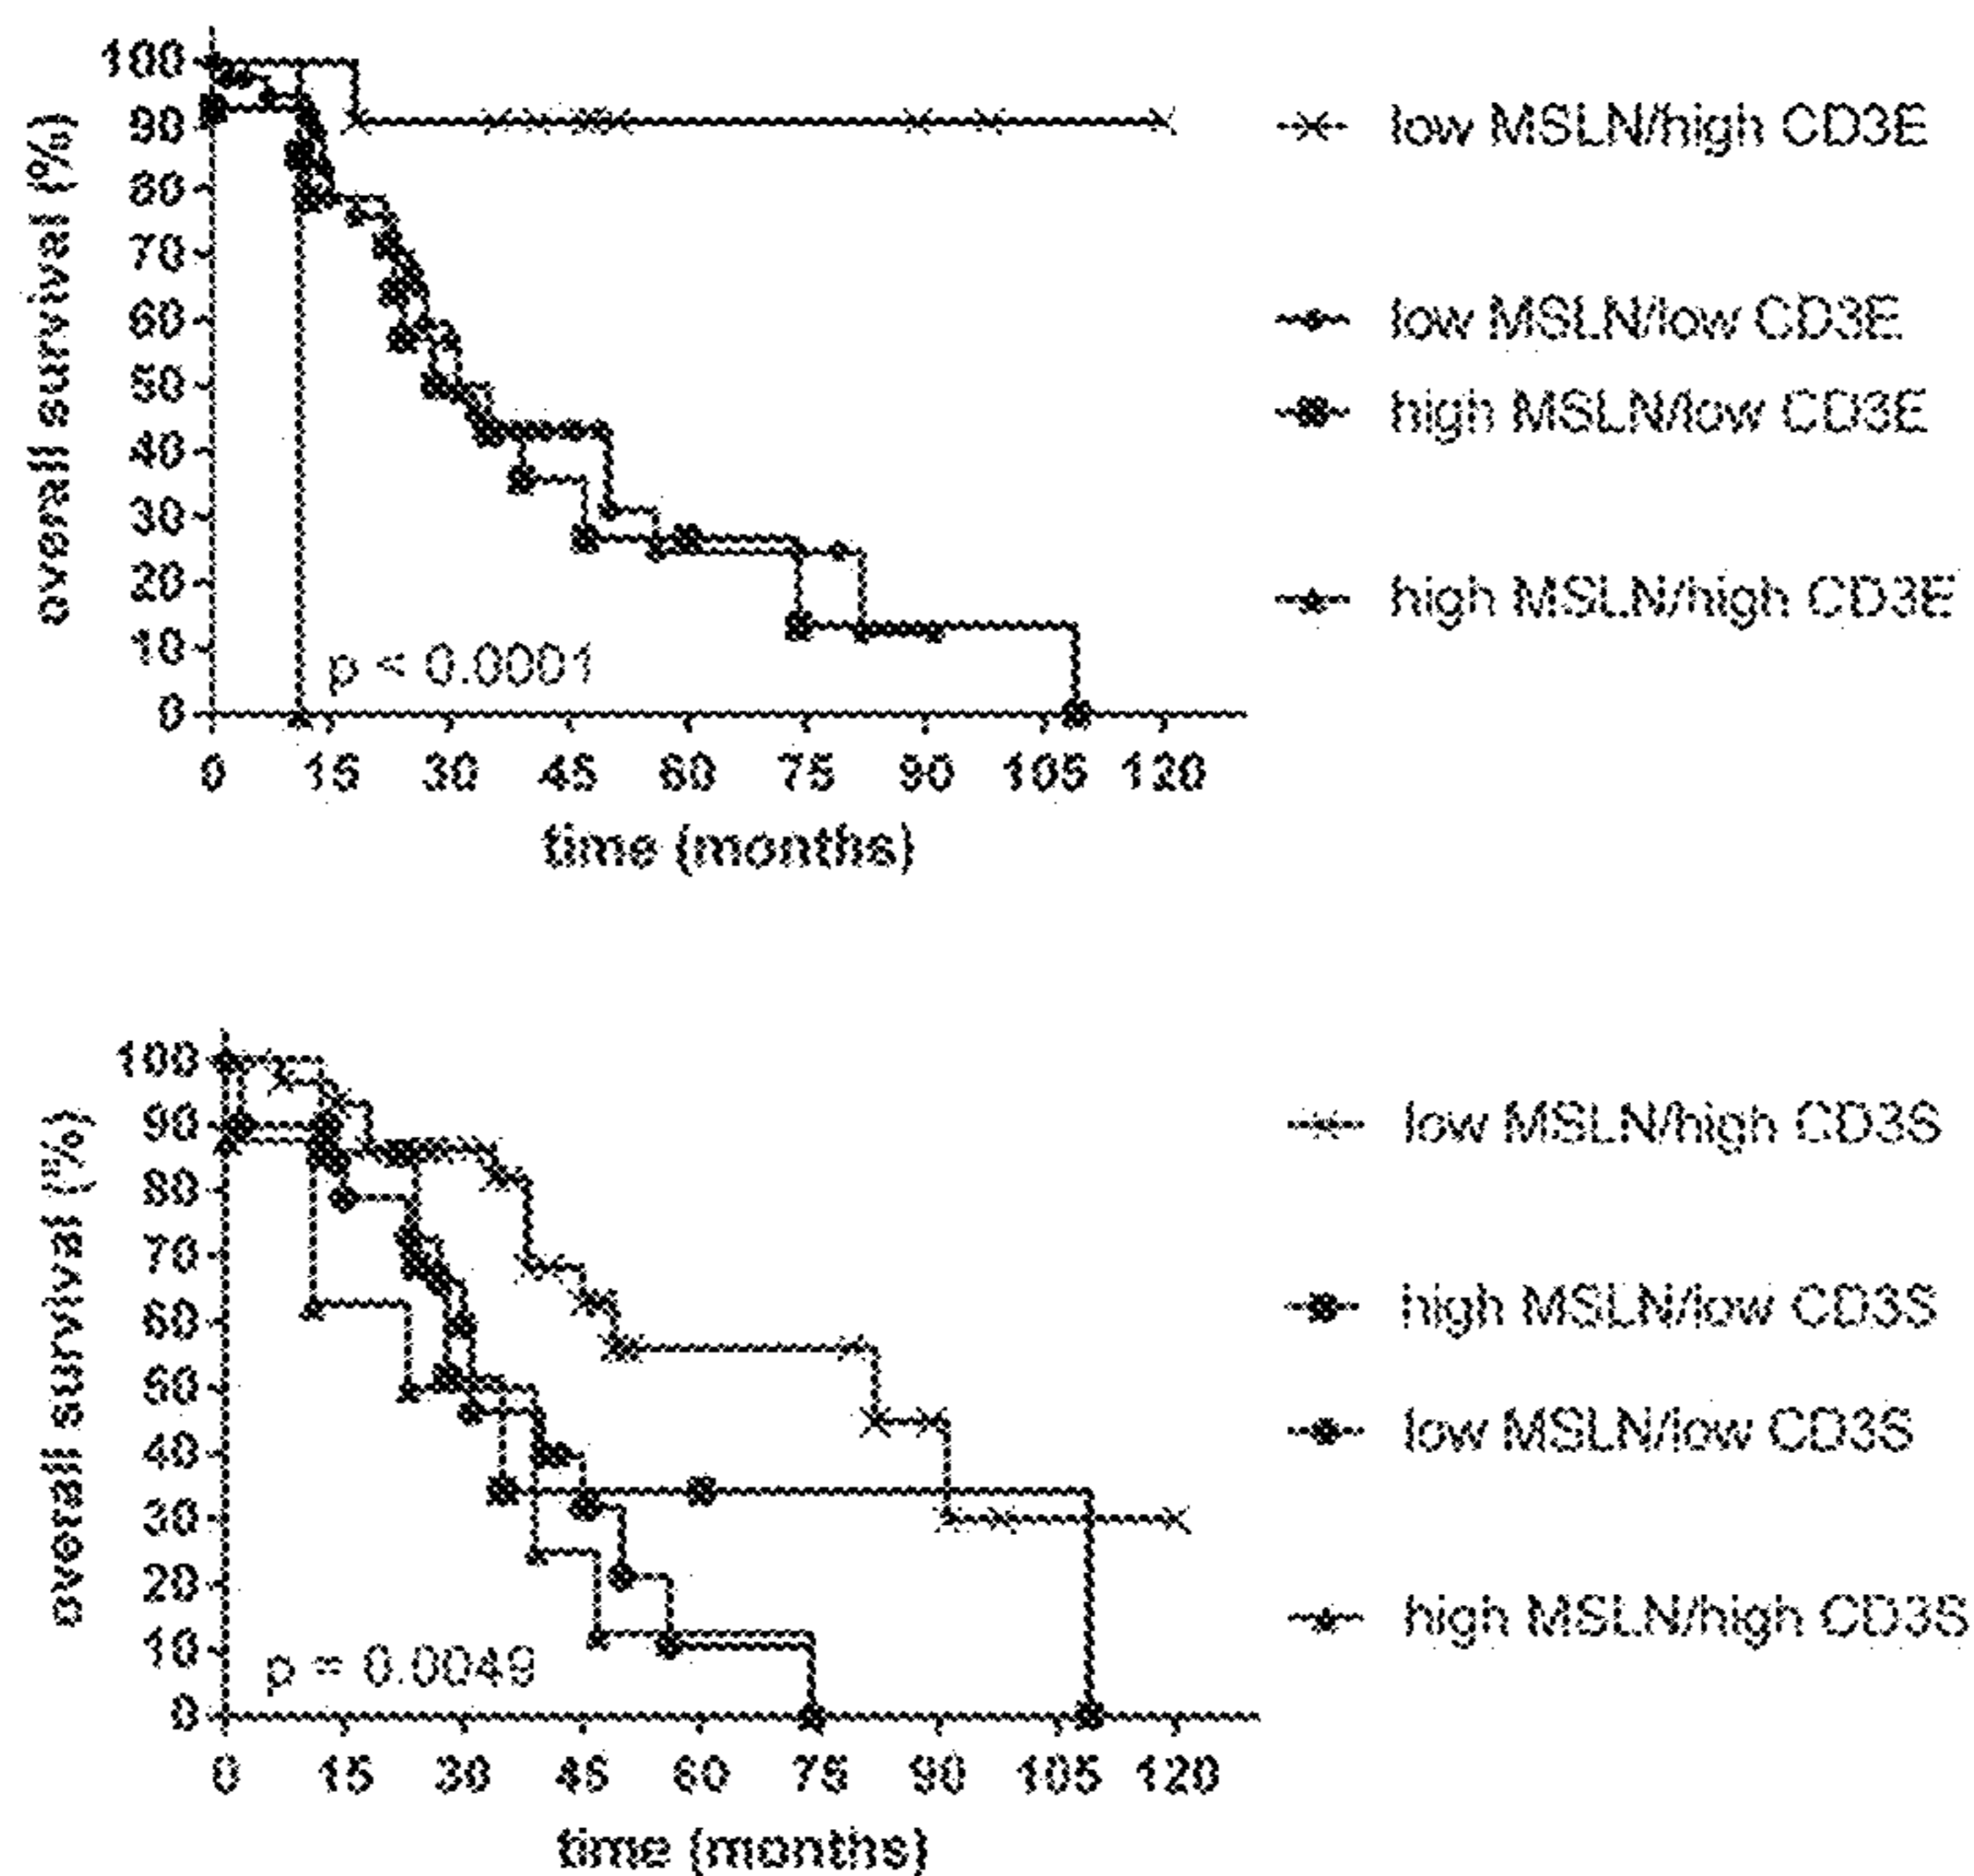 overall survival (%)
100
90
80
70
60
50
40
30
20
10
0
p < 0.0001
0 15 30 45 60 75 90 105 120
time (months)
low MSLN/high CD3E
low MSLN/low CD3E
high MSLN/low CD3E
high MSLN/high CD3E
overall survival (%)
100
90
80
70
60
50
40
30
20
10
0
p = 0.0049
0 15 30 45 60 75 90 105 120
time (months)
low MSLN/high CD3S
high MSLN/low CD3S
low MSLN/low CD3S
high MSLN/high CD3S